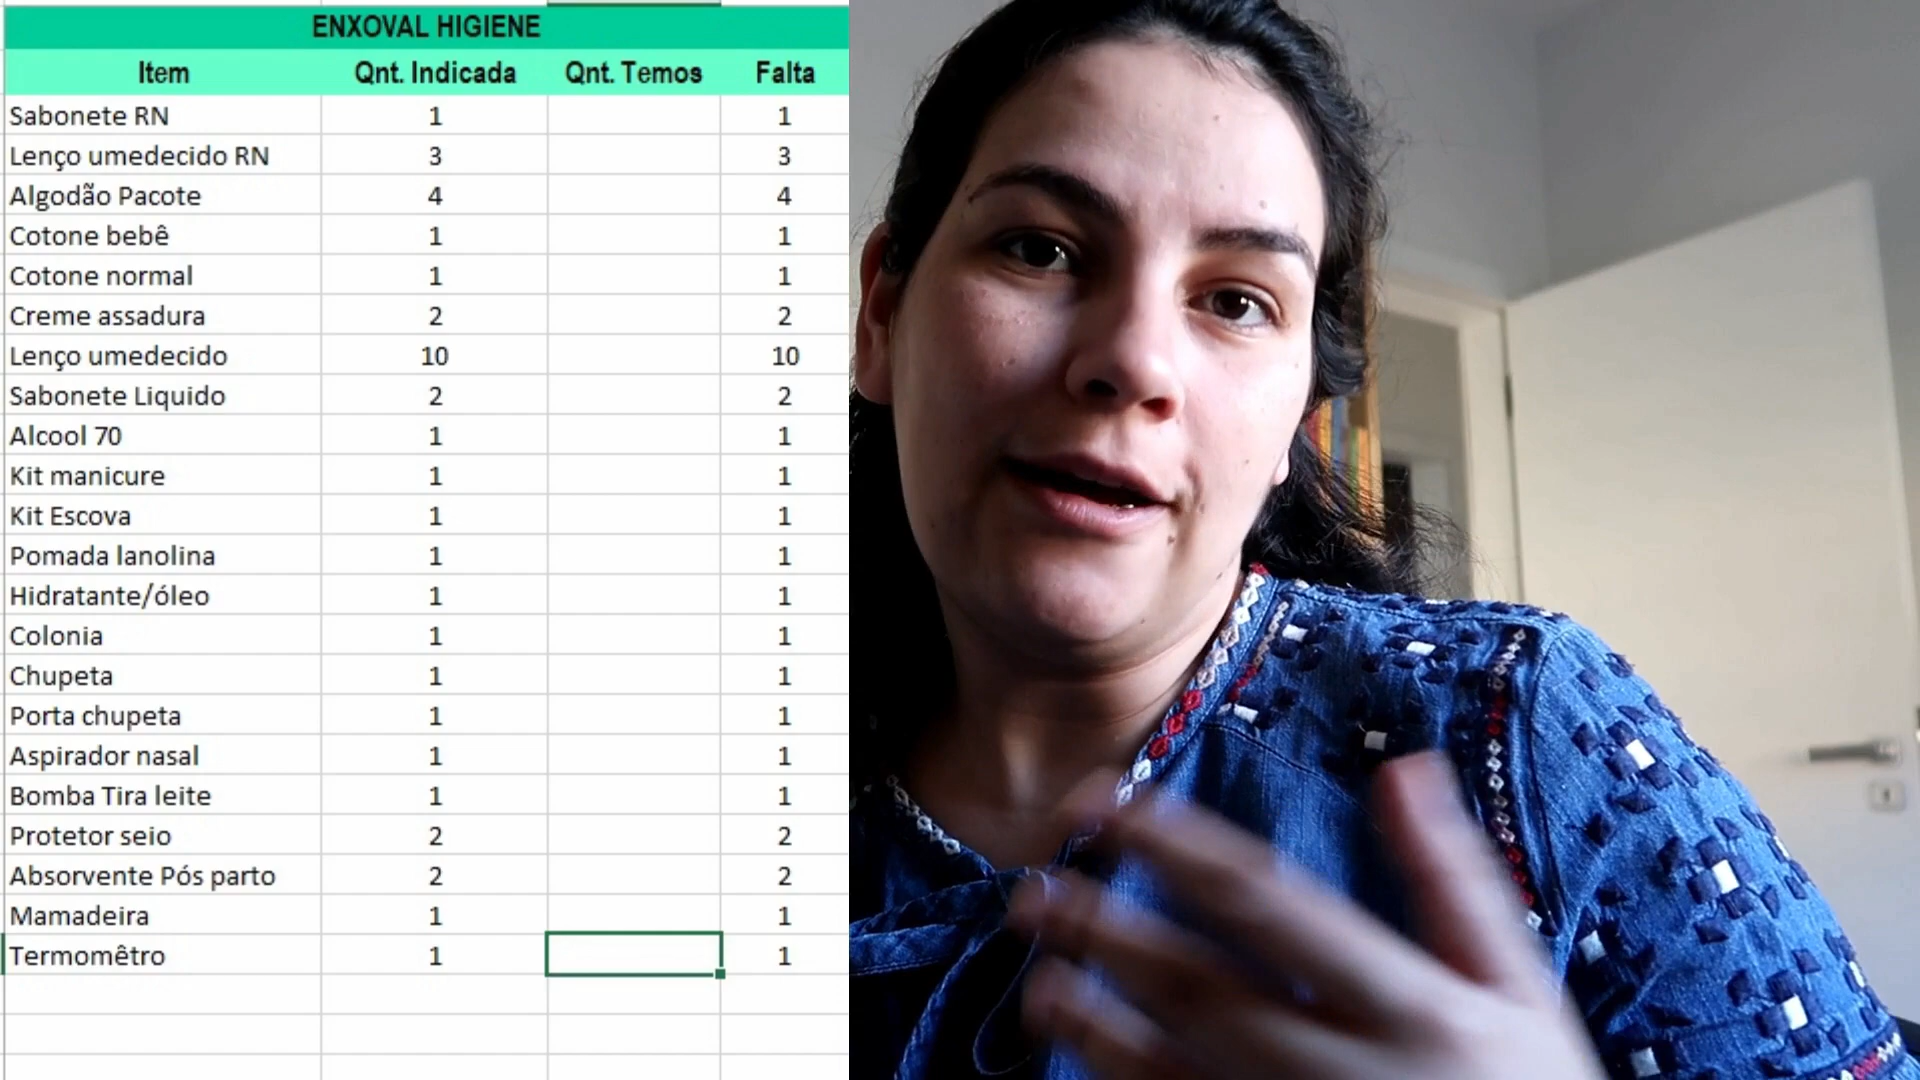 ENXOVAL HIGIENE
Item Qnt. Indicada Qnt. Temos Falta
Sabonete RN 1 1
Lenço umedecido RN 3 3
Algodão Pacote 4 4
Cotone bebê 1 1
Cotone normal 1 1
Creme assadura 2 2
Lenço umedecido 10 10
Sabonete Liquido 2 2
Alcool 70 1 1
Kit manicure 1 1
Kit Escova 1 1
Pomada lanolina 1 1
Hidratante/óleo 1 1
Colonia 1 1
Chupeta 1 1
Porta chupeta 1 1
Aspirador nasal 1 1
Bomba Tira leite 1 1
Protetor seio 2 2
Absorvente Pós parto 2 2
Mamadeira 1 1
Termomêtro 1 1